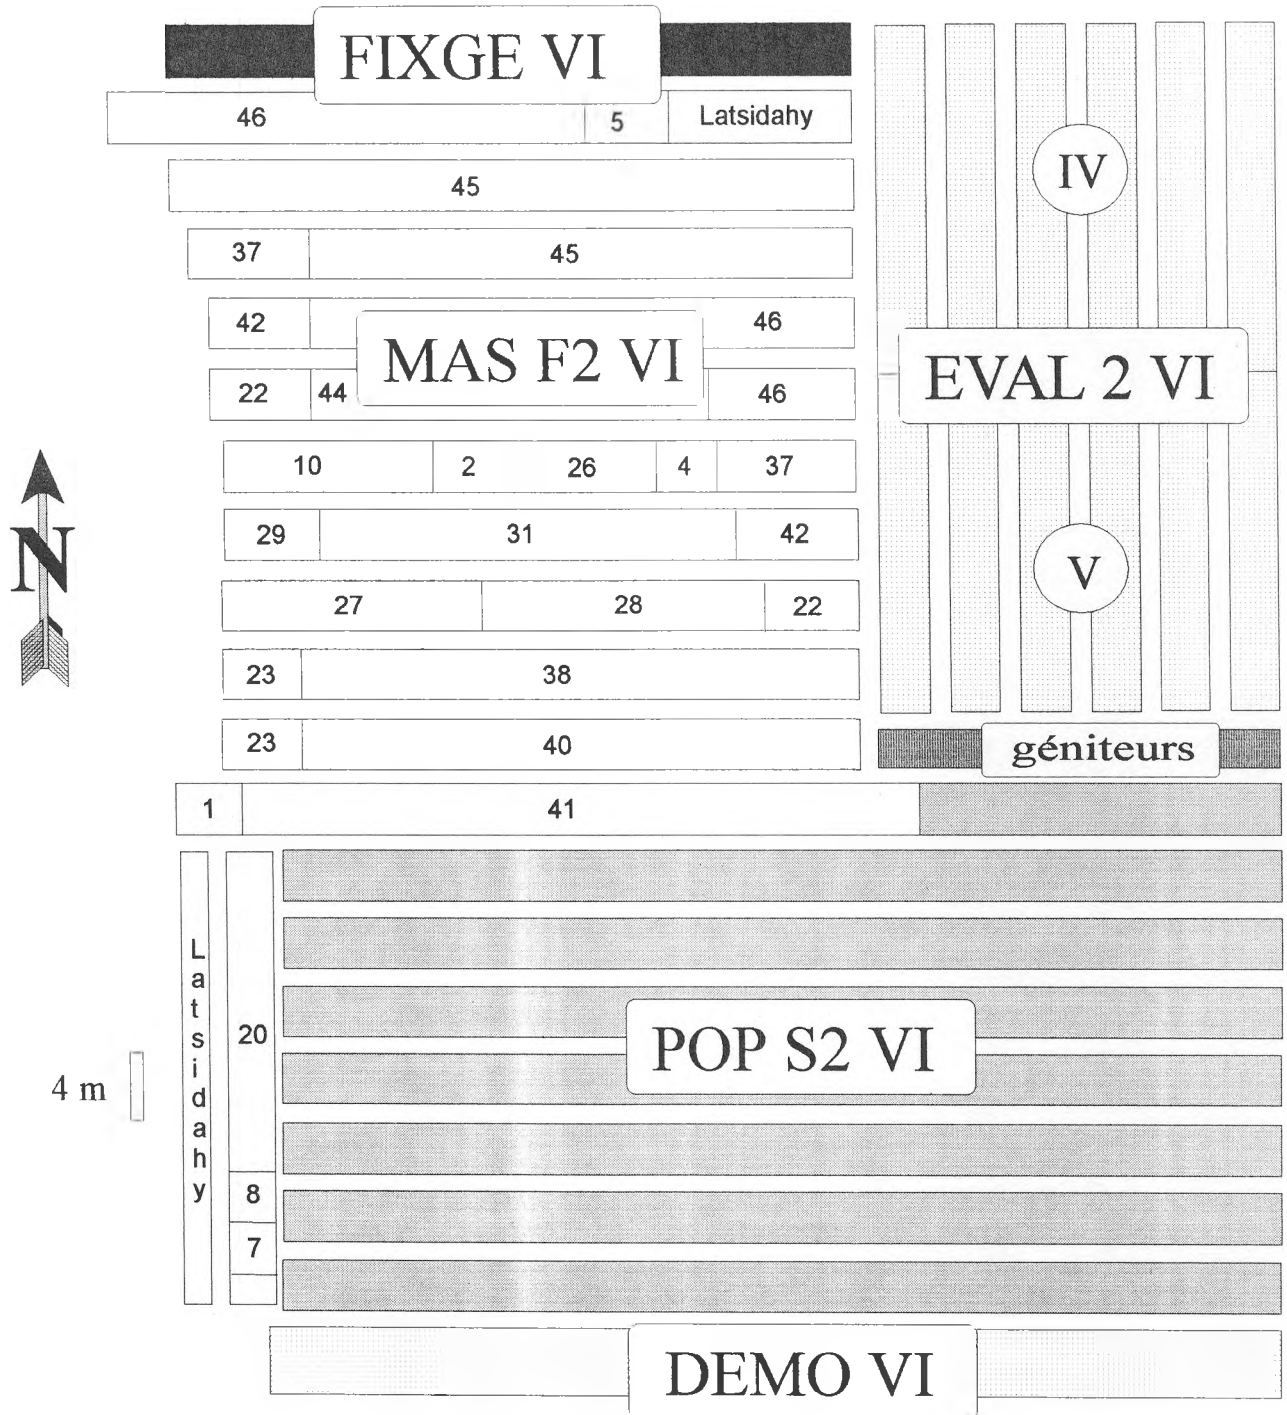 FIXGE VI
46 5 Latsidahy
45
37 45
IV
42 46
MAS F2 VI
EVAL 2 VI
22 44 46
10 2 26 4 37
N
29 31 42
V
27 28 22
23 38
23 40
géniteurs
1 41
Latsidahy
20
POP S2 VI
4 m
8
7
DEMO VI